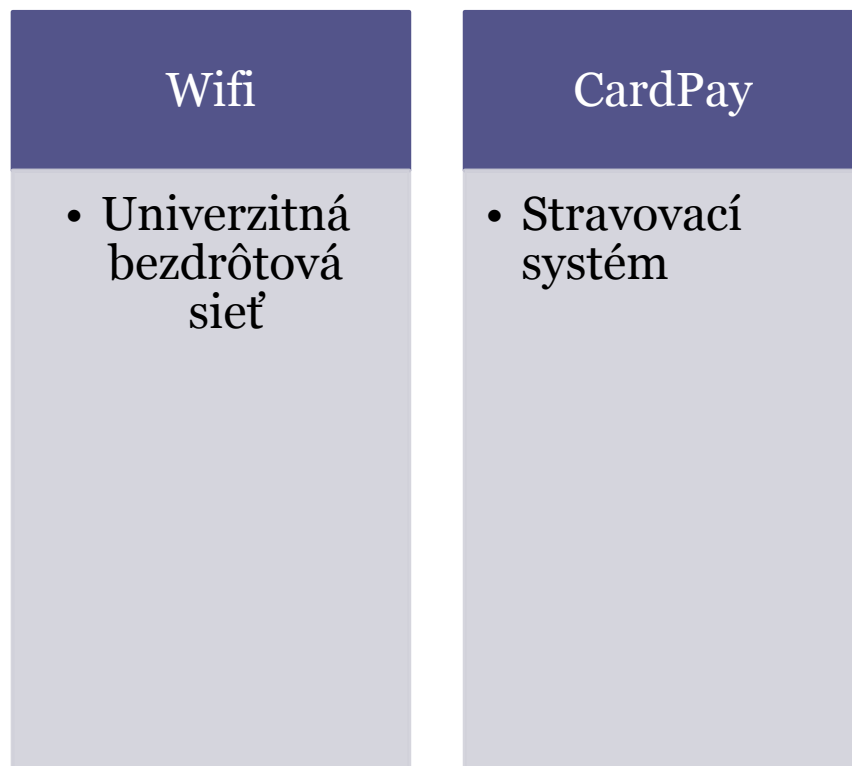 Wifi
• Univerzitná
bezdrôtová
sieť
CardPay
• Stravovací
systém